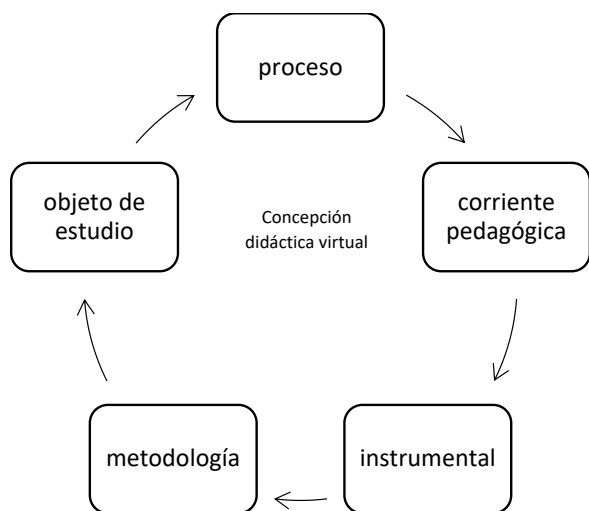 proceso
objeto de
estudio
Concepción
didáctica virtual
corriente
pedagógica
metodología
instrumental